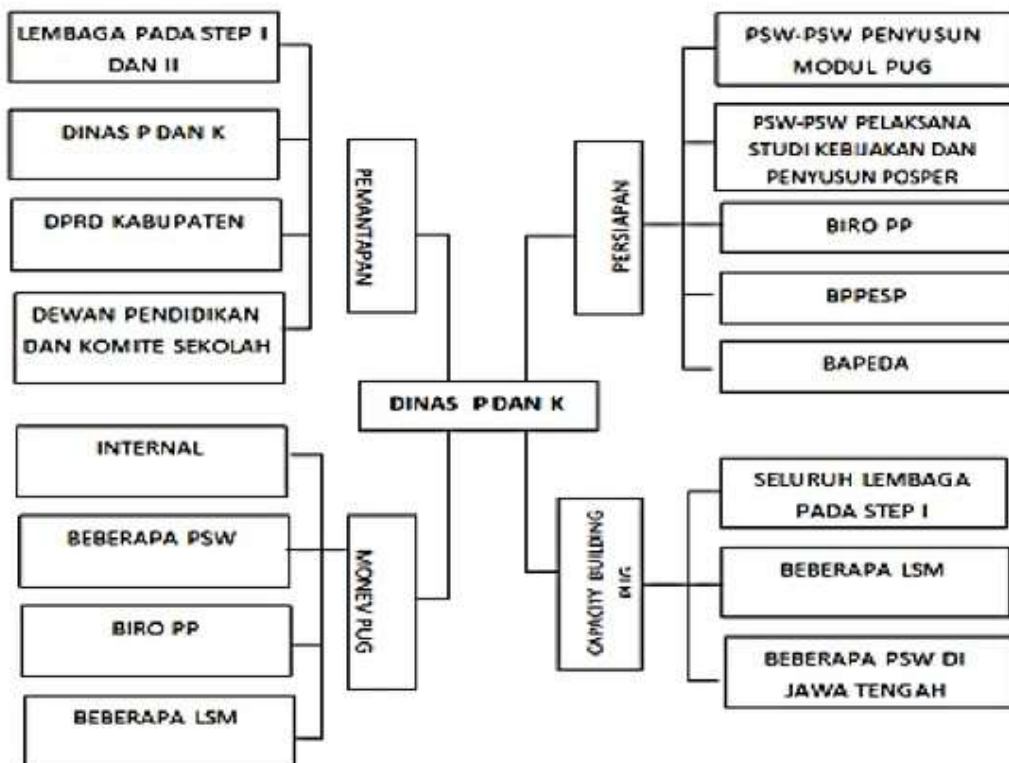 LEMBAGA PADA STEP I
DAN II
DINAS P DAN K
DPRD KABUPATEN
DEWAN PENDIDIKAN
DAN KOMITE SEKOLAH
PEMANTAPAN
PERSIAPAN
PSW-PSW PENYUSUN
MODUL PUG
PSW-PSW PELAKSANA
STUDI KEBIJAKAN DAN
PENYUSUN POSPER
BIRO PP
BPPESP
BAPEDA
DINAS P DAN K
INTERNAL
BEBERAPA PSW
BIRO PP
BEBERAPA LSM
MONEV PUG
CAPACITY BUILDING
PUG
SELURUH LEMBAGA
PADA STEP I
BEBERAPA LSM
BEBERAPA PSW DI
JAWA TENGAH